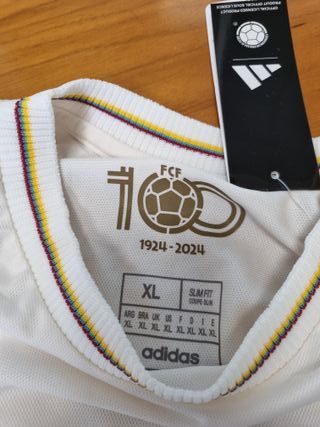 OFFICIAL LICENSED PRODUCT
PRODUIT OFFICIEL SOUS LICENCE
FCF
100
1924 - 2024
XL
SLIM FIT
COUPE SLIM
ARG BRA UK US F D I E
XL XL XL XL XL XL XL XL
adidas